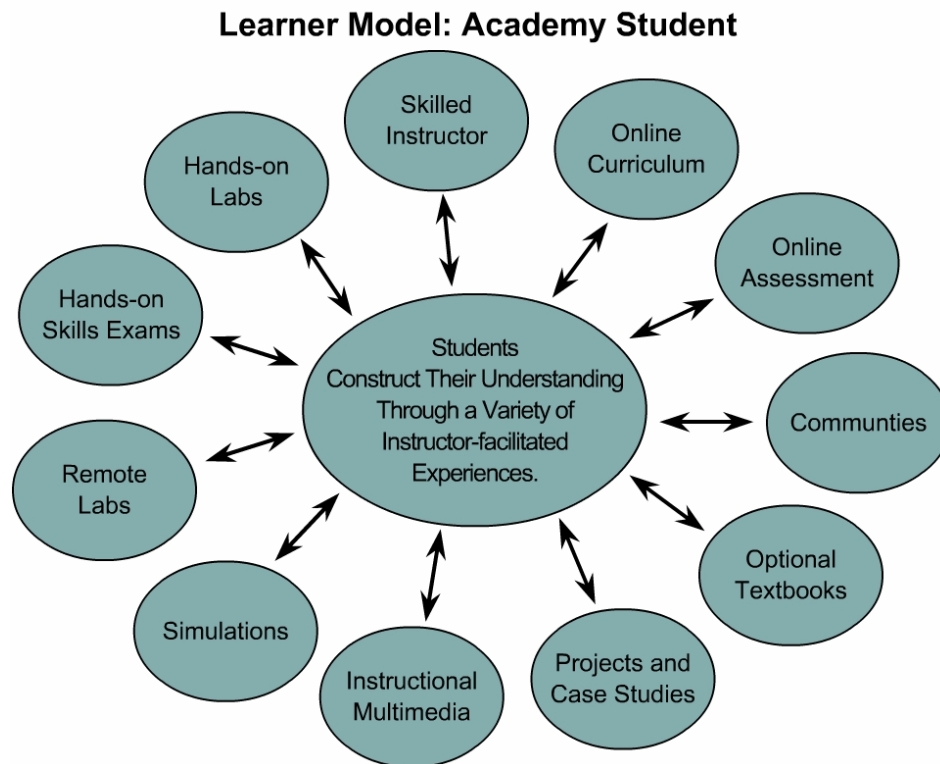 Learner Model: Academy Student
Skilled
Instructor
Online
Curriculum
Hands-on
Labs
Online
Assessment
Hands-on
Skills Exams
Students
Construct Their Understanding
Through a Variety of
Instructor-facilitated
Experiences.
Communties
Remote
Labs
Optional
Textbooks
Simulations
Projects and
Case Studies
Instructional
Multimedia